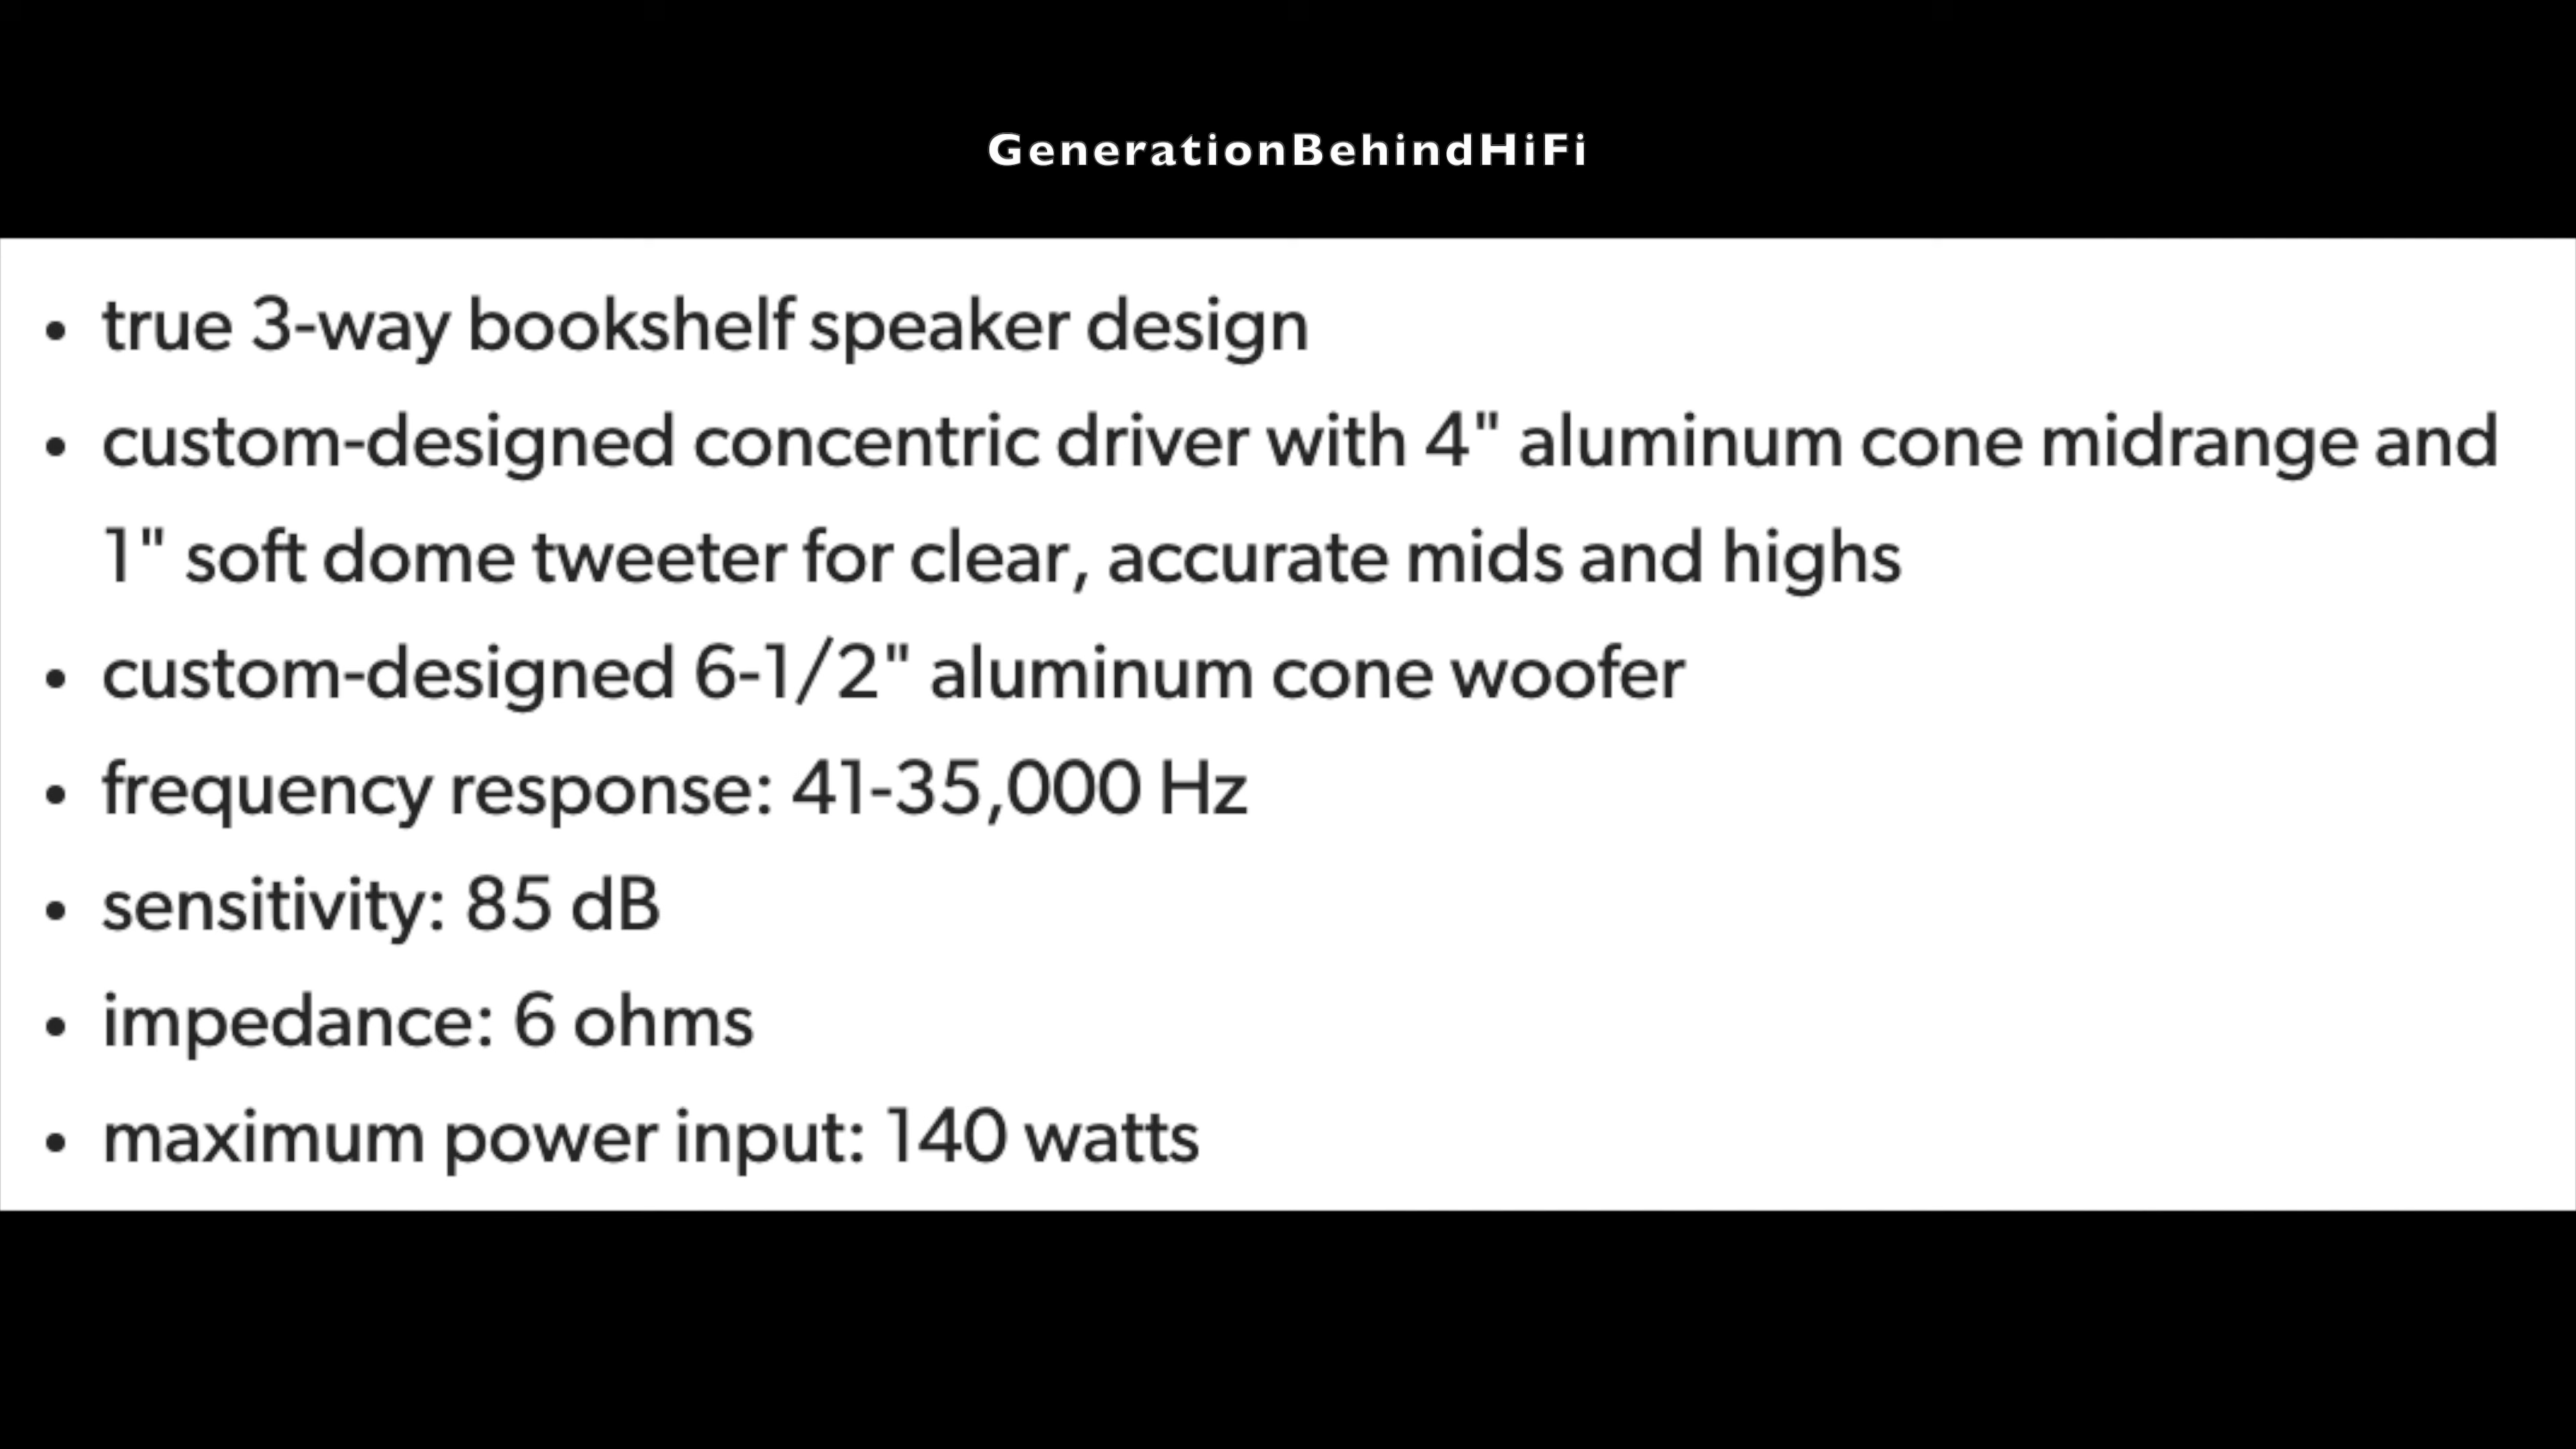 GenerationBehindHiFi
• true 3-way bookshelf speaker design
• custom-designed concentric driver with 4" aluminum cone midrange and
1" soft dome tweeter for clear, accurate mids and highs
• custom-designed 6-1/2" aluminum cone woofer
• frequency response: 41-35,000 Hz
• sensitivity: 85 dB
• impedance: 6 ohms
• maximum power input: 140 watts